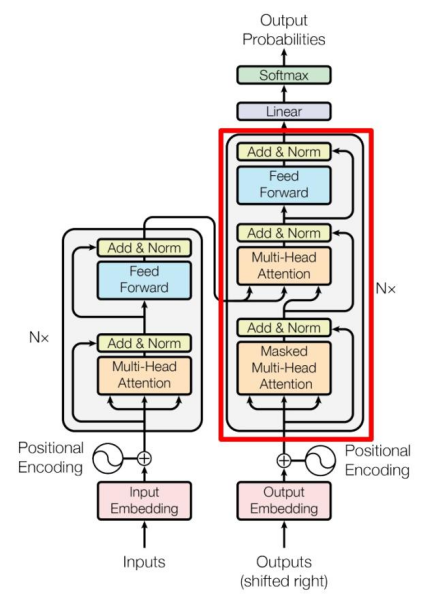 Output
Probabilities
Softmax
Linear
Add & Norm
Feed
Forward
Add & Norm
Multi-Head
Attention
Add & Norm
Masked
Multi-Head
Attention
N×
Positional
Encoding
Output
Embedding
Outputs
(shifted right)
Add & Norm
Feed
Forward
Add & Norm
Multi-Head
Attention
N×
Positional
Encoding
Input
Embedding
Inputs